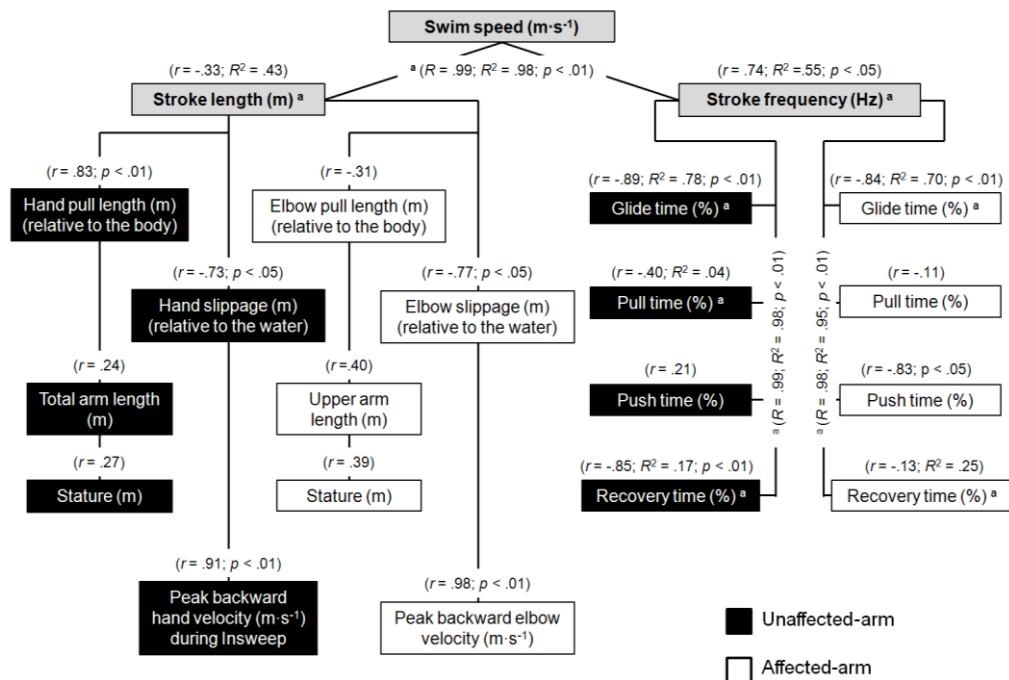 Swim speed (m·s⁻¹)
ᵃ (R = .99; R² = .98; p < .01)
(r = -.33; R² = .43)
Stroke length (m) ᵃ
(r = .74; R² =.55; p < .05)
Stroke frequency (Hz) ᵃ
(r = .83; p < .01)
Hand pull length (m)
(relative to the body)
(r = -.31)
Elbow pull length (m)
(relative to the body)
(r = -.73; p < .05)
Hand slippage (m)
(relative to the water)
(r = -.77; p < .05)
Elbow slippage (m)
(relative to the water)
(r = .24)
Total arm length
(m)
(r =.40)
Upper arm
length (m)
(r = .27)
Stature (m)
(r = .39)
Stature (m)
(r = .91; p < .01)
Peak backward
hand velocity (m·s⁻¹)
during Insweep
(r = .98; p < .01)
Peak backward elbow
velocity (m·s⁻¹)
(r = -.89; R² = .78; p < .01)
Glide time (%) ᵃ
(r = -.84; R² = .70; p < .01)
Glide time (%) ᵃ
(r = -.40; R² = .04)
Pull time (%) ᵃ
(r = -.11)
Pull time (%)
(r = .21)
Push time (%)
(r = -.83; p < .05)
Push time (%)
(r = -.85; R² = .17; p < .01)
Recovery time (%) ᵃ
(r = -.13; R² = .25)
Recovery time (%) ᵃ
ᵃ (R = .99; R² = .98; p < .01)
ᵃ (R = .98; R² = .95; p < .01)
Unaffected-arm
Affected-arm